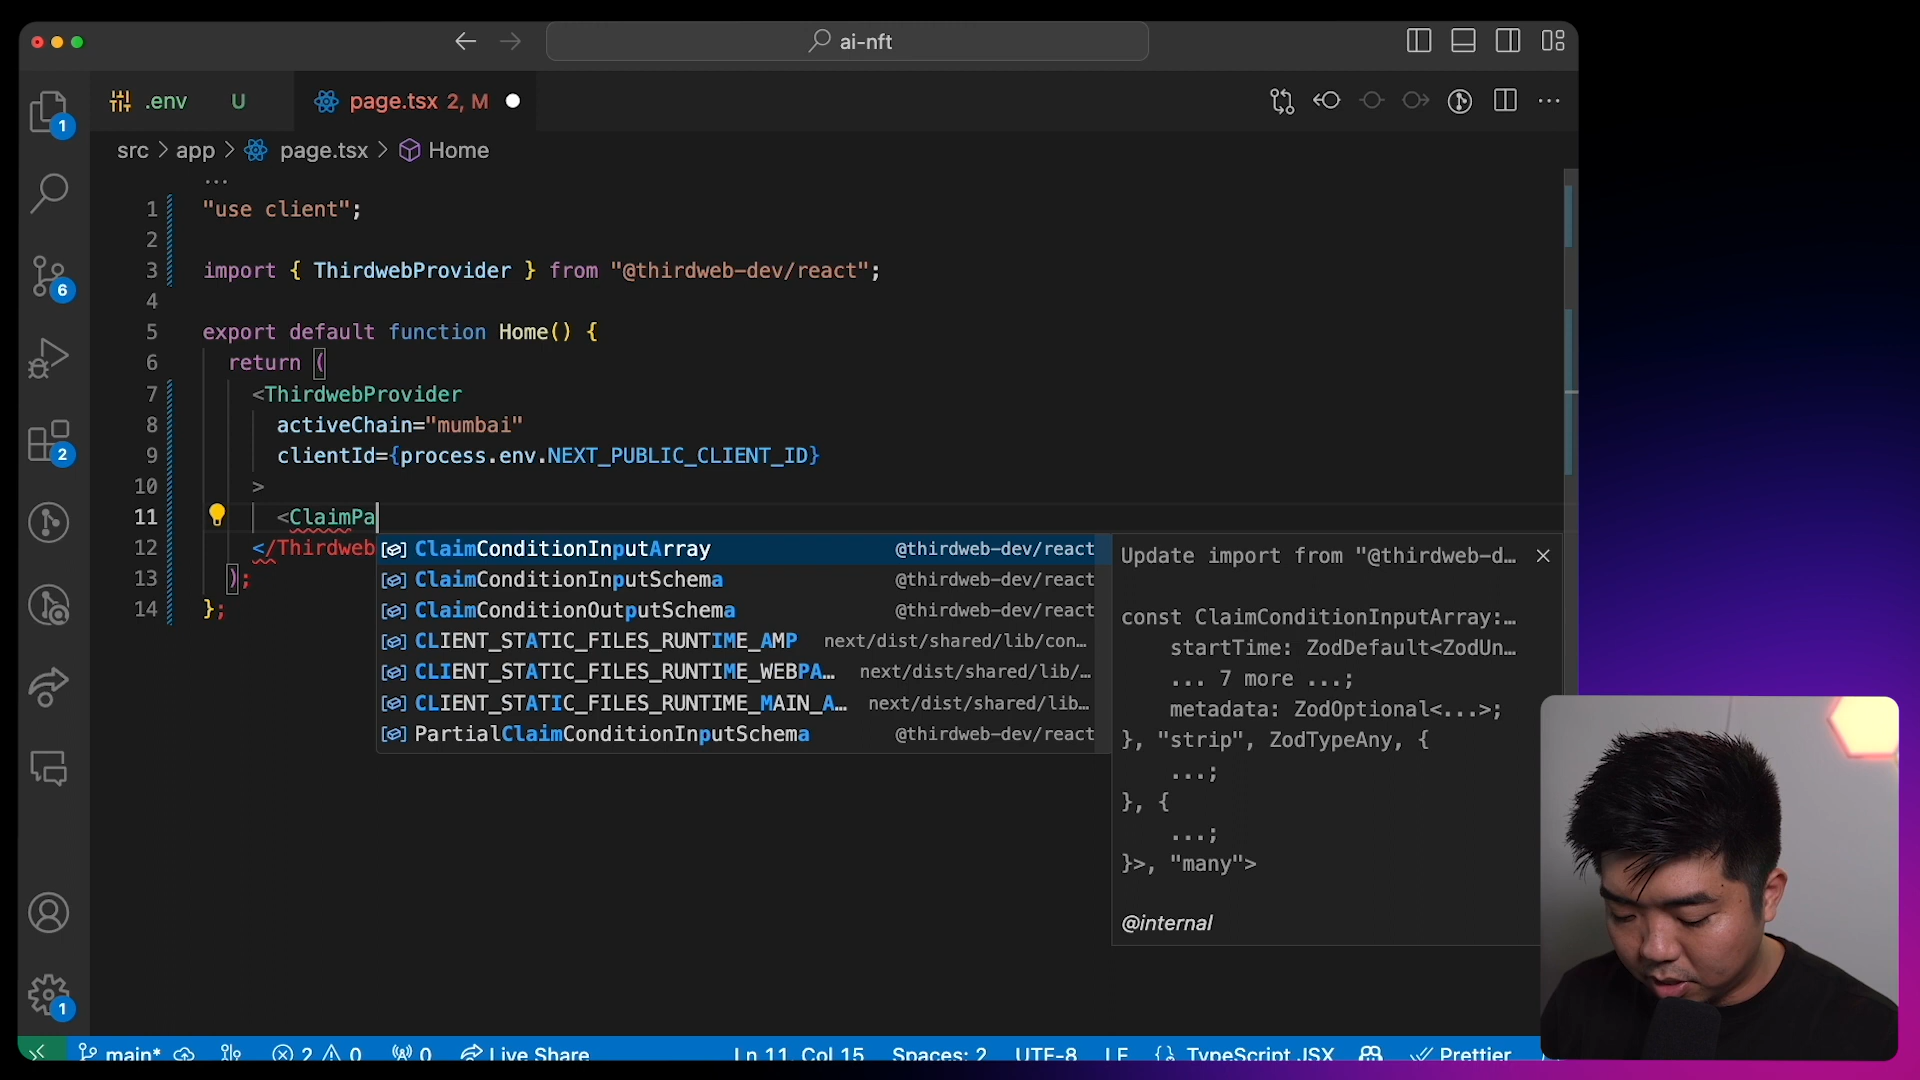 ai-nft
.env U
page.tsx 2, M
src > app > page.tsx > Home
1
6
2
1
...
1 "use client";
2
3 import { ThirdwebProvider } from "@thirdweb-dev/react";
4
5 export default function Home() {
6 return (
7 <ThirdwebProvider
8 activeChain="mumbai"
9 clientId={process.env.NEXT_PUBLIC_CLIENT_ID}
10 >
11 <ClaimPa
12 </Thirdweb
13 );
14 };
ClaimConditionInputArray @thirdweb-dev/react
ClaimConditionInputSchema @thirdweb-dev/react
ClaimConditionOutputSchema @thirdweb-dev/react
CLIENT_STATIC_FILES_RUNTIME_AMP next/dist/shared/lib/con...
CLIENT_STATIC_FILES_RUNTIME_WEBPA... next/dist/shared/lib/...
CLIENT_STATIC_FILES_RUNTIME_MAIN_A... next/dist/shared/lib...
PartialClaimConditionInputSchema @thirdweb-dev/react
Update import from "@thirdweb-d...
const ClaimConditionInputArray:...
startTime: ZodDefault<ZodUn...
... 7 more ...;
metadata: ZodOptional<...>;
}, "strip", ZodTypeAny, {
...;
}, {
...;
}>, "many">
@internal
main* 2 0 0 Live Share Ln 11, Col 15 Spaces: 2 UTF-8 LF {} TypeScript JSX Prettier